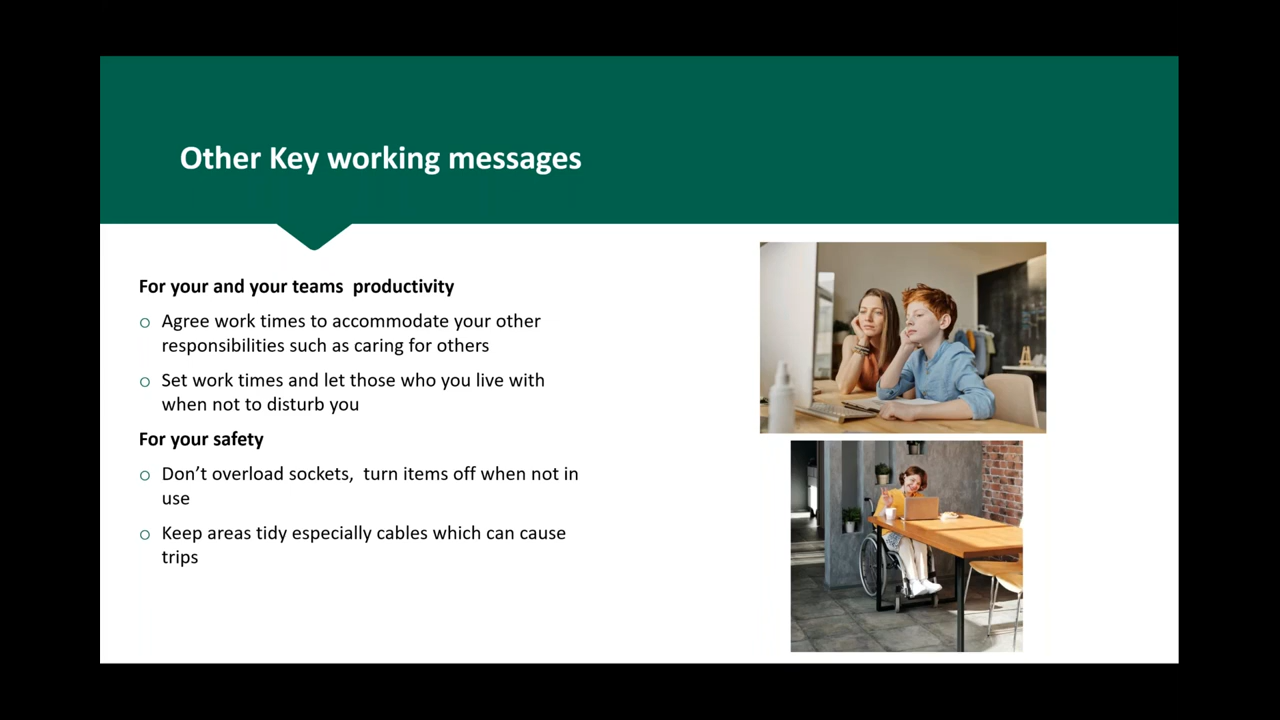 Other Key working messages
For your and your teams  productivity
o Agree work times to accommodate your other
responsibilities such as caring for others
o Set work times and let those who you live with
when not to disturb you
For your safety
o Don’t overload sockets,  turn items off when not in
use
o Keep areas tidy especially cables which can cause
trips